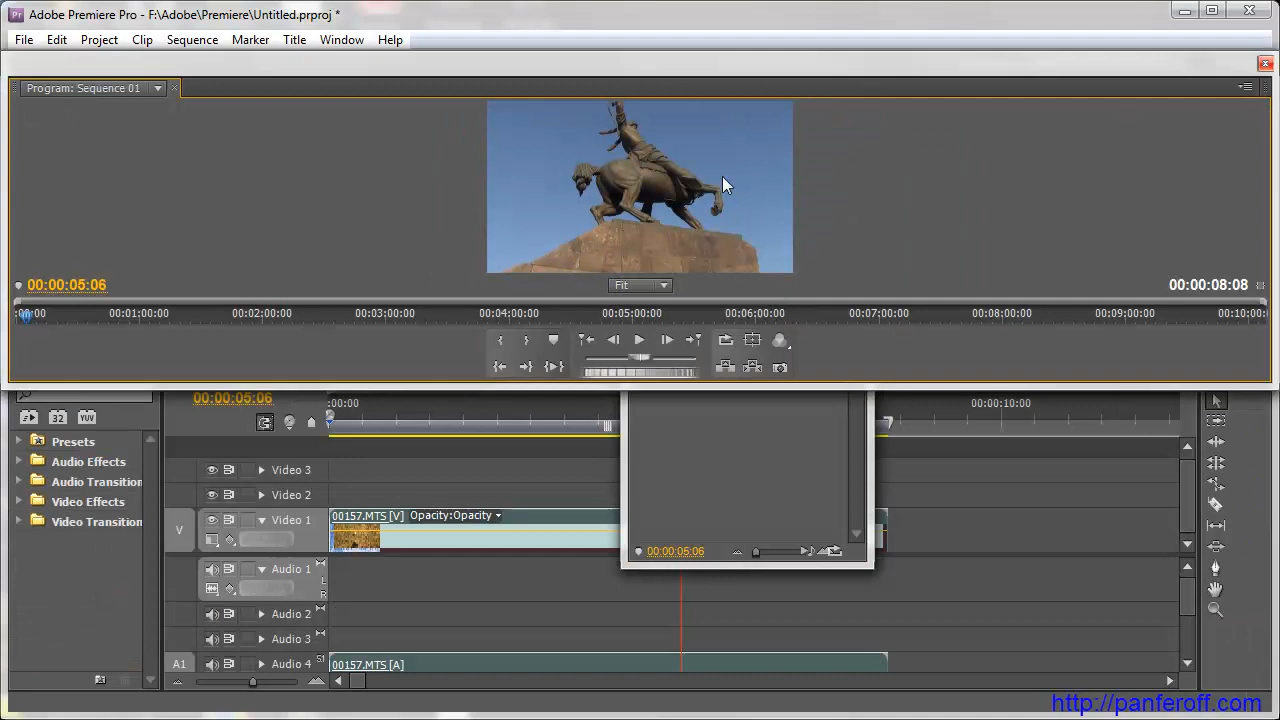 Adobe Premiere Pro - F:\Adobe\Premiere\Untitled.prproj *
File Edit Project Clip Sequence Marker Title Window Help
Program: Sequence 01
00:00:05:06 Fit 00:00:08:08
:00:00 00:01:00:00 00:02:00:00 00:03:00:00 00:04:00:00 00:05:00:00 00:06:00:00 00:07:00:00 00:08:00:00 00:09:00:00 00:10:00:
00:00:05:06 :00:00 00:00:10:00
32 YUV
Presets
Audio Effects
Audio Transition
Video Effects
Video Transition
Video 3
Video 2
V Video 1 00157.MTS [V] Opacity:Opacity
00:00:05:06
Audio 1
L
R
Audio 2
Audio 3
A1 Audio 4 S1 00157.MTS [A]
http://panferoff.com